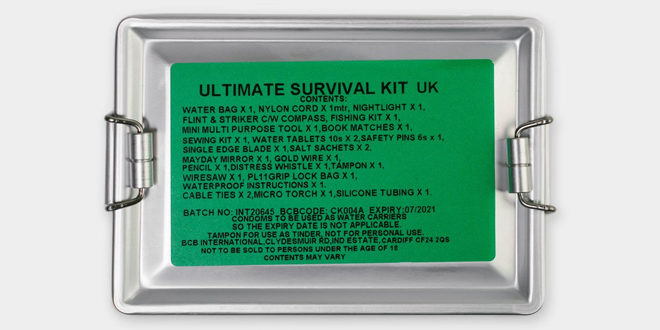 ULTIMATE SURVIVAL KIT UK
CONTENTS:
WATER BAG X 1, NYLON CORD X 1mtr, NIGHTLIGHT X 1,
FLINT & STRIKER C/W COMPASS, FISHING KIT X 1,
MINI MULTI PURPOSE TOOL X 1,BOOK MATCHES X 1,
SEWING KIT X 1, WATER TABLETS 10s X 2,SAFETY PINS 6s x 1,
SINGLE EDGE BLADE X 1,SALT SACHETS X 2,
MAYDAY MIRROR X 1, GOLD WIRE X 1,
PENCIL X 1,DISTRESS WHISTLE X 1,TAMPON X 1,
WIRESAW X 1, PL11GRIP LOCK BAG X 1,
WATERPROOF INSTRUCTIONS X 1.
CABLE TIES X 2,MICRO TORCH X 1,SILICONE TUBING X 1.
BATCH NO: INT20645 BCBCODE: CK004A EXPIRY:07/2021
CONDOMS TO BE USED AS WATER CARRIERS
SO THE EXPIRY DATE IS NOT APPLICABLE.
TAMPON FOR USE AS TINDER, NOT FOR PERSONAL USE.
BCB INTERNATIONAL,CLYDESMUIR RD,IND ESTATE,CARDIFF CF24 2QS
NOT TO BE SOLD TO PERSONS UNDER THE AGE OF 18
CONTENTS MAY VARY